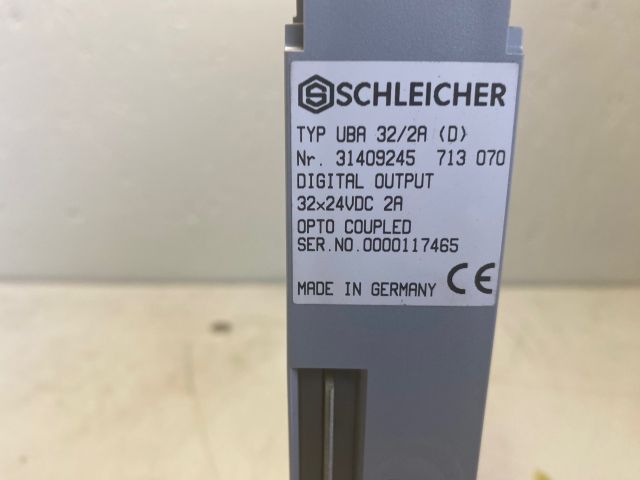 SCHLEICHER
TYP UBA 32/2A (D)
Nr. 31409245 713 070
DIGITAL OUTPUT
32x24VDC 2A
OPTO COUPLED
SER.NO.0000117465
MADE IN GERMANY CE